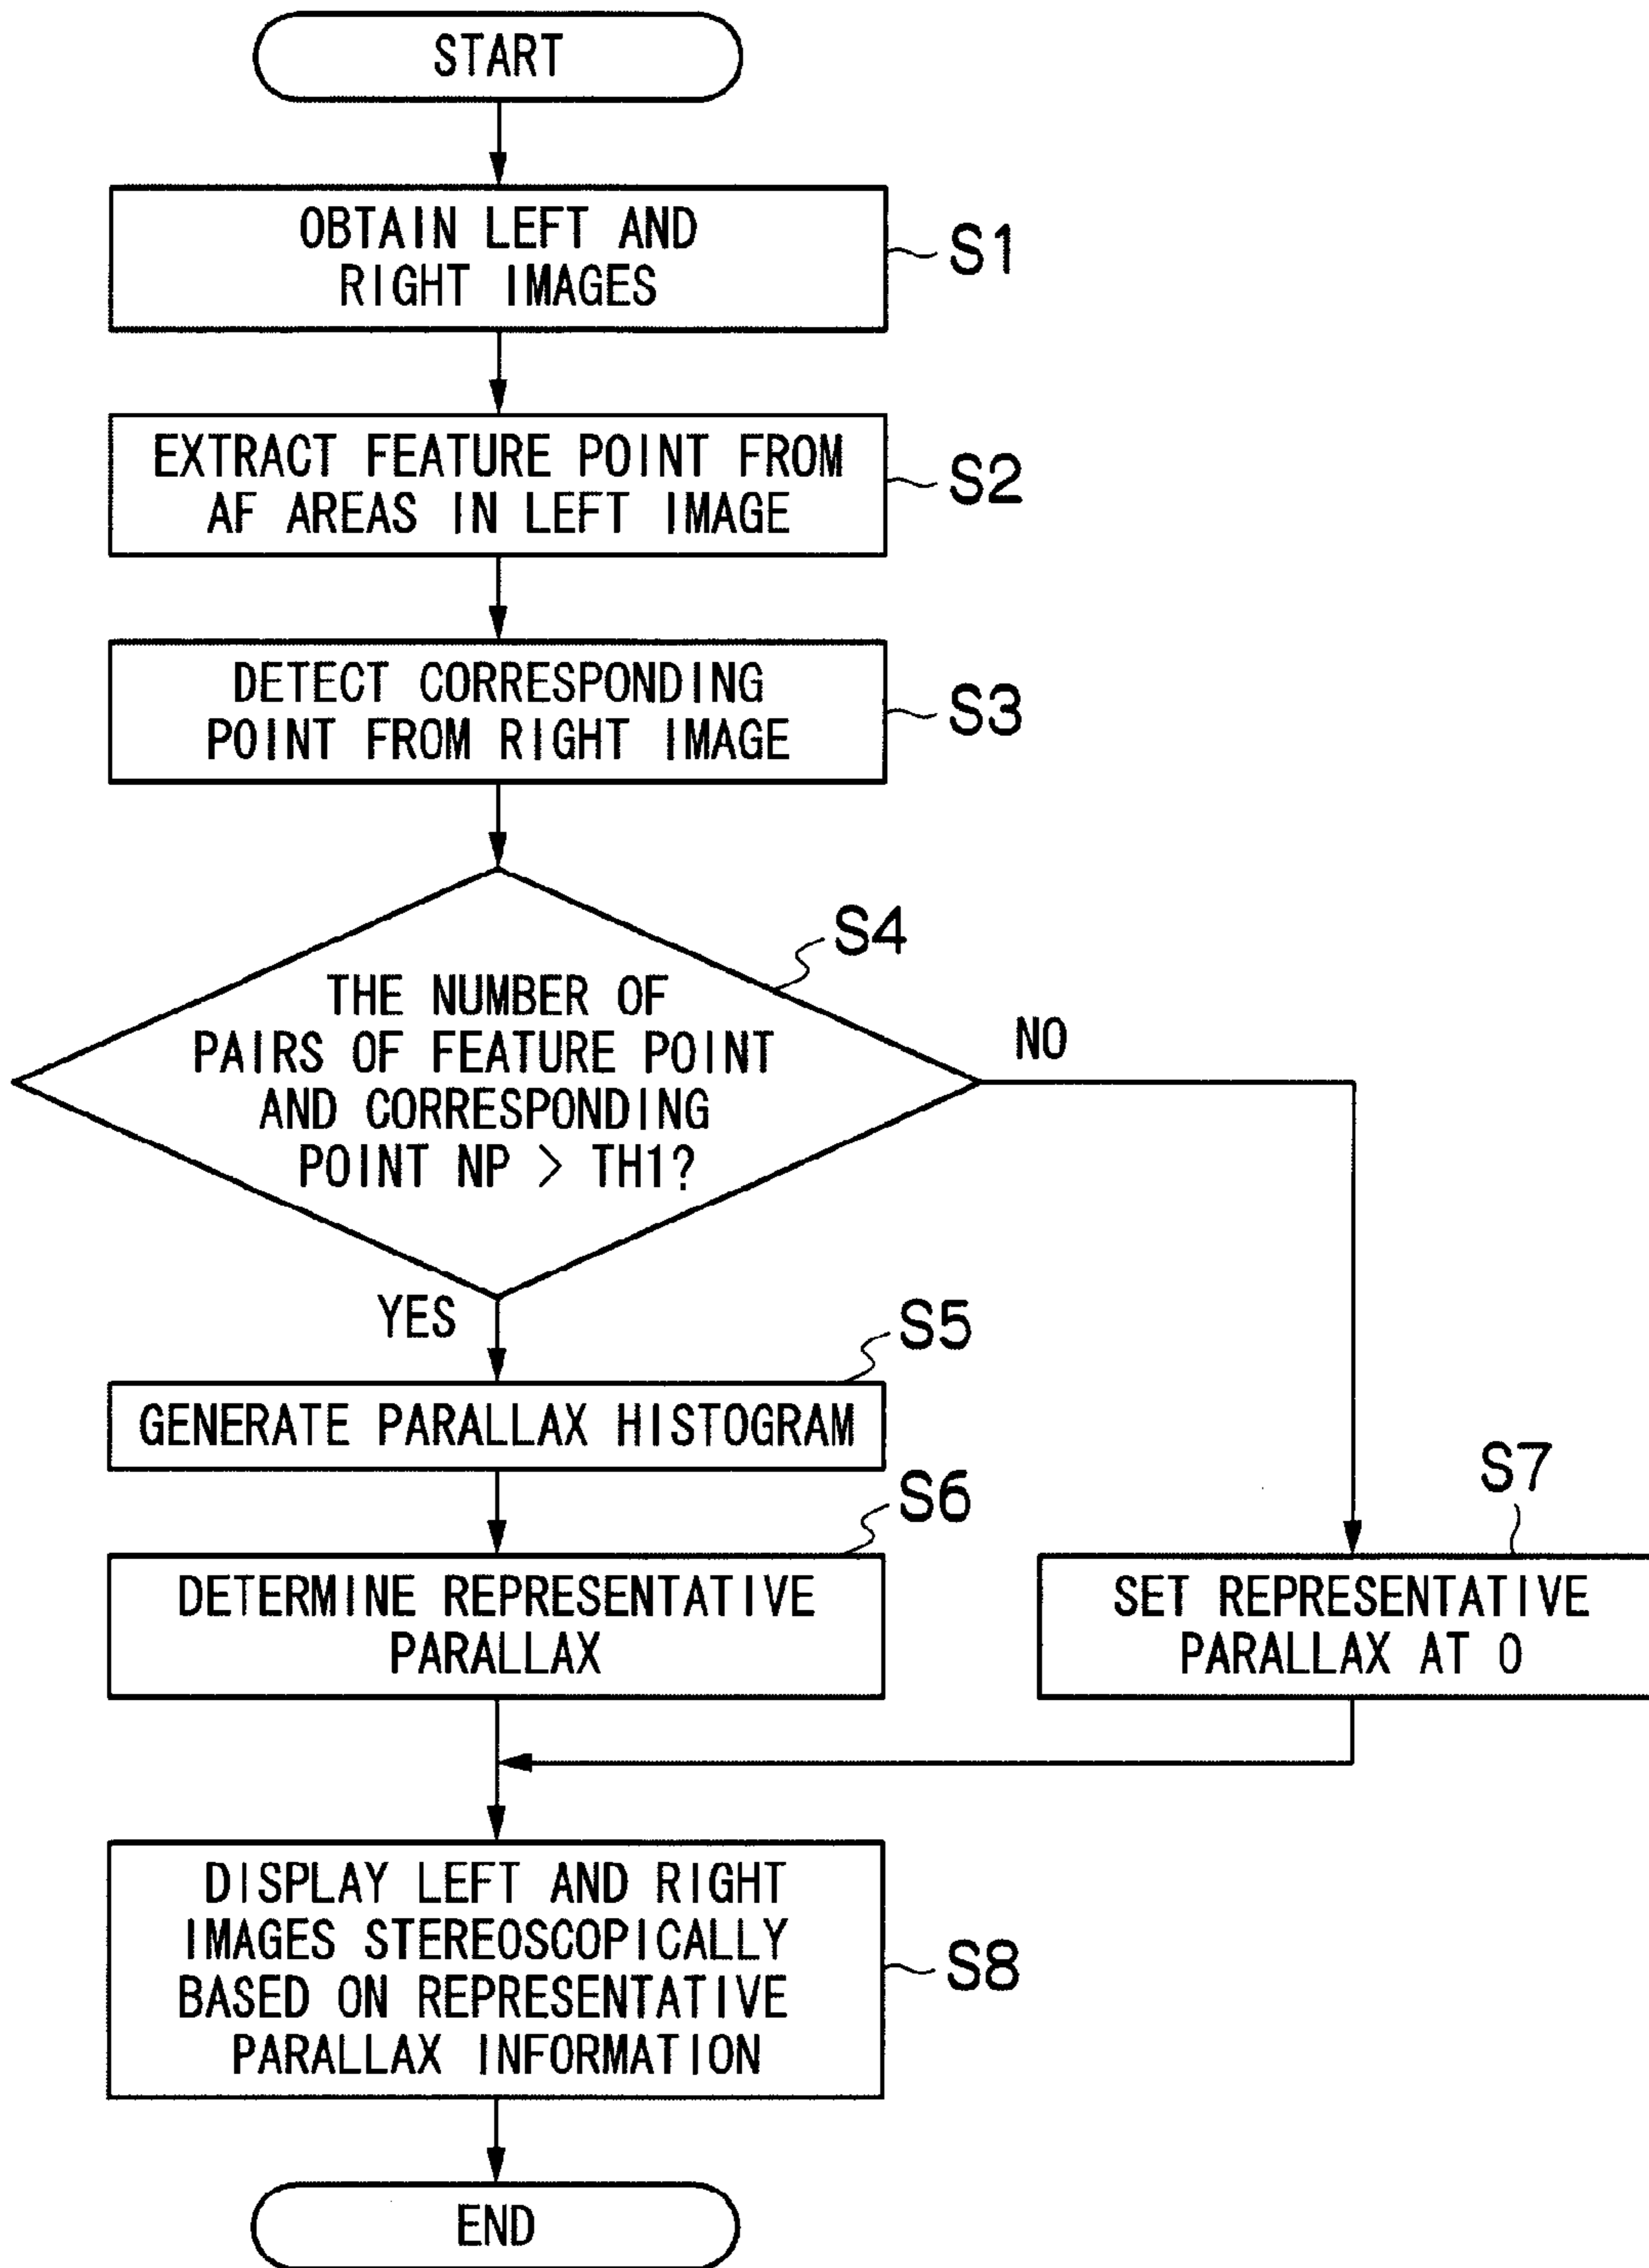 START
OBTAIN LEFT AND
RIGHT IMAGES
S1
EXTRACT FEATURE POINT FROM
AF AREAS IN LEFT IMAGE
S2
DETECT CORRESPONDING
POINT FROM RIGHT IMAGE
S3
S4
THE NUMBER OF
PAIRS OF FEATURE POINT
AND CORRESPONDING
POINT NP > TH1?
NO
YES
S5
GENERATE PARALLAX HISTOGRAM
S6
DETERMINE REPRESENTATIVE
PARALLAX
S7
SET REPRESENTATIVE
PARALLAX AT 0
DISPLAY LEFT AND RIGHT
IMAGES STEREOSCOPICALLY
BASED ON REPRESENTATIVE
PARALLAX INFORMATION
S8
END